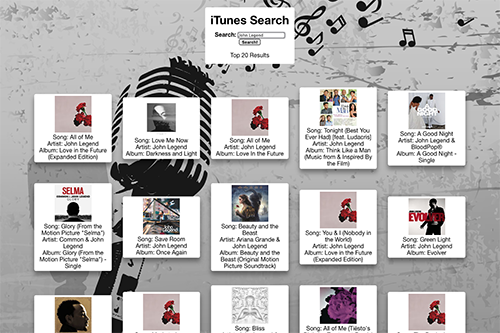 iTunes Search
Search: John Legend
Search!
Top 20 Results
Song: All of Me
Artist: John Legend
Album: Love in the Future
(Expanded Edition)
Song: Love Me Now
Artist: John Legend
Album: Darkness and Light
Song: All of Me
Artist: John Legend
Album: Love In the Future
Song: Tonight (Best You
Ever Had) [feat. Ludacris]
Artist: John Legend
Album: Think Like a Man
(Music from & Inspired By
the Film)
Song: A Good Night
Artist: John Legend &
BloodPop®
Album: A Good Night -
Single
SELMA
Song: Glory (From the
Motion Picture "Selma")
Artist: Common & John
Legend
Album: Glory (From the
Motion Picture "Selma") -
Single
Song: Save Room
Artist: John Legend
Album: Once Again
Song: Beauty and the
Beast
Artist: Ariana Grande &
John Legend
Album: Beauty and the
Beast (Original Motion
Picture Soundtrack)
Song: You & I (Nobody in
the World)
Artist: John Legend
Album: Love in the Future
(Expanded Edition)
EVOLVER
Song: Green Light
Artist: John Legend
Album: Evolver
Song: Bliss
Song: All of Me (Tiësto's